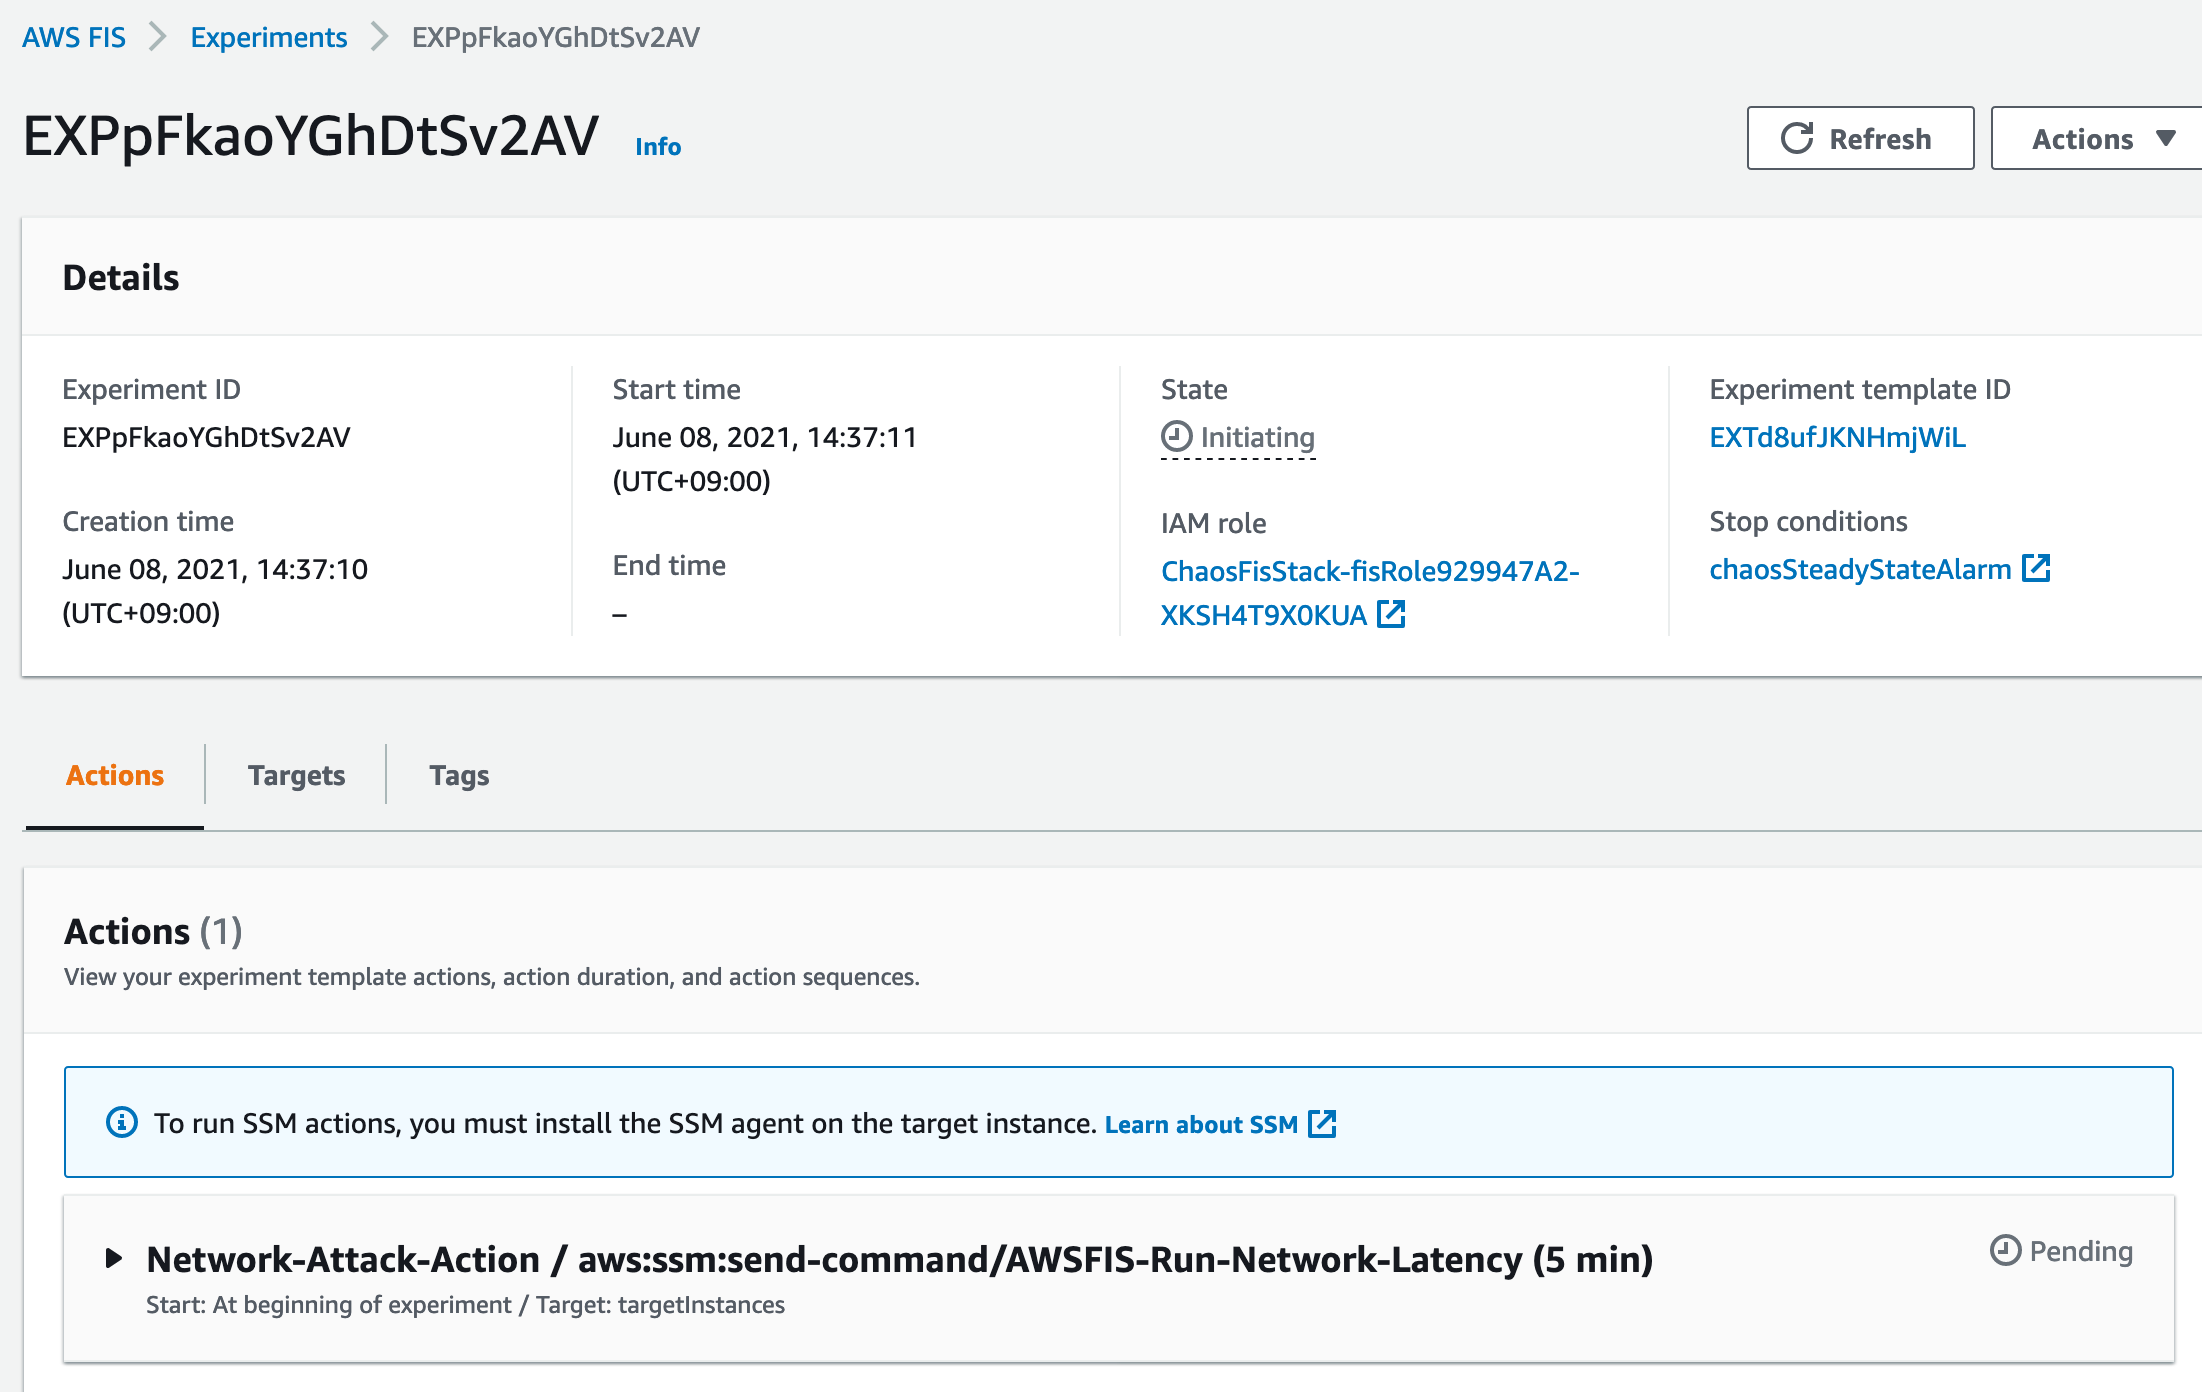 AWS FIS > Experiments > EXPpFkaoYGhDtSv2AV
EXPpFkaoYGhDtSv2AV Info
Refresh
Actions
Details
Experiment ID
EXPpFkaoYGhDtSv2AV
Creation time
June 08, 2021, 14:37:10
(UTC+09:00)
Start time
June 08, 2021, 14:37:11
(UTC+09:00)
End time
–
State
Initiating
IAM role
ChaosFisStack-fisRole929947A2-
XKSH4T9X0KUA
Experiment template ID
EXTd8ufJKNHmjWiL
Stop conditions
chaosSteadyStateAlarm
Actions
Targets
Tags
Actions (1)
View your experiment template actions, action duration, and action sequences.
To run SSM actions, you must install the SSM agent on the target instance. Learn about SSM
Network-Attack-Action / aws:ssm:send-command/AWSFIS-Run-Network-Latency (5 min)
Pending
Start: At beginning of experiment / Target: targetInstances